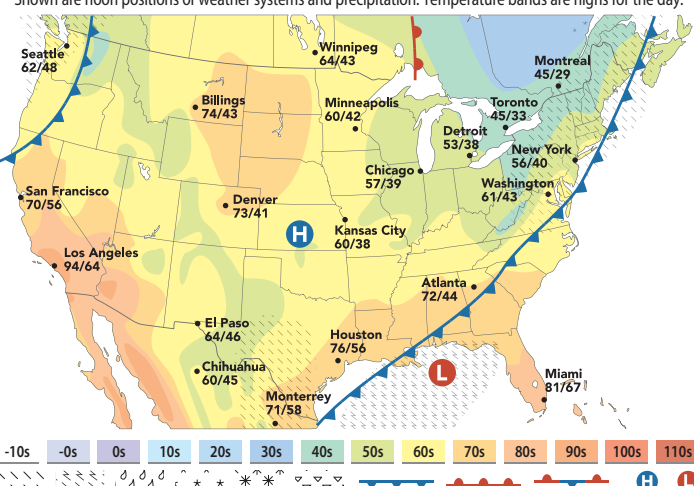 Shown are noon positions of weather systems and precipitation. Temperature bands are highs for the day.
Seattle
62/48
Winnipeg
64/43
Montreal
45/29
Billings
74/43
Minneapolis
60/42
Toronto
45/33
Detroit
53/38
New York
56/40
Chicago
57/39
Washington
61/43
San Francisco
70/56
Denver
73/41
H
Kansas City
60/38
Los Angeles
94/64
Atlanta
72/44
El Paso
64/46
Houston
76/56
Chihuahua
60/45
L
Miami
81/67
Monterrey
71/58
-10s -0s 0s 10s 20s 30s 40s 50s 60s 70s 80s 90s 100s 110s
H L